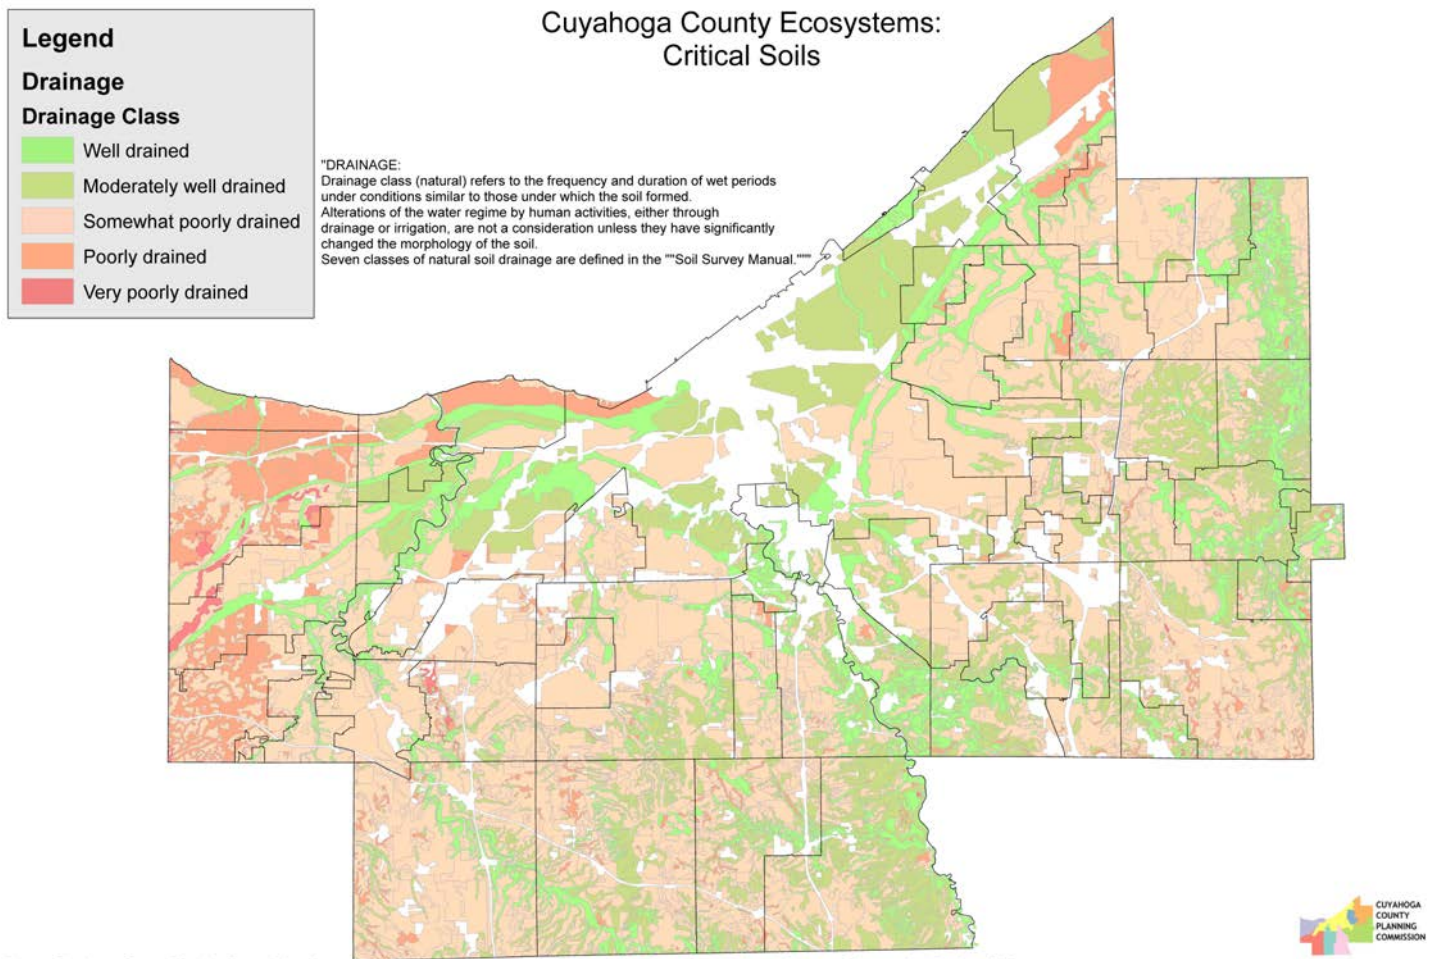 Cuyahoga County Ecosystems:
Critical Soils
Legend
Drainage
Drainage Class
Well drained
Moderately well drained
Somewhat poorly drained
Poorly drained
Very poorly drained
"DRAINAGE:
Drainage class (natural) refers to the frequency and duration of wet periods
under conditions similar to those under which the soil formed.
Alterations of the water regime by human activities, either through
drainage or irrigation, are not a consideration unless they have significantly
changed the morphology of the soil.
Seven classes of natural soil drainage are defined in the ""Soil Survey Manual.""""
CUYAHOGA
COUNTY
PLANNING
COMMISSION